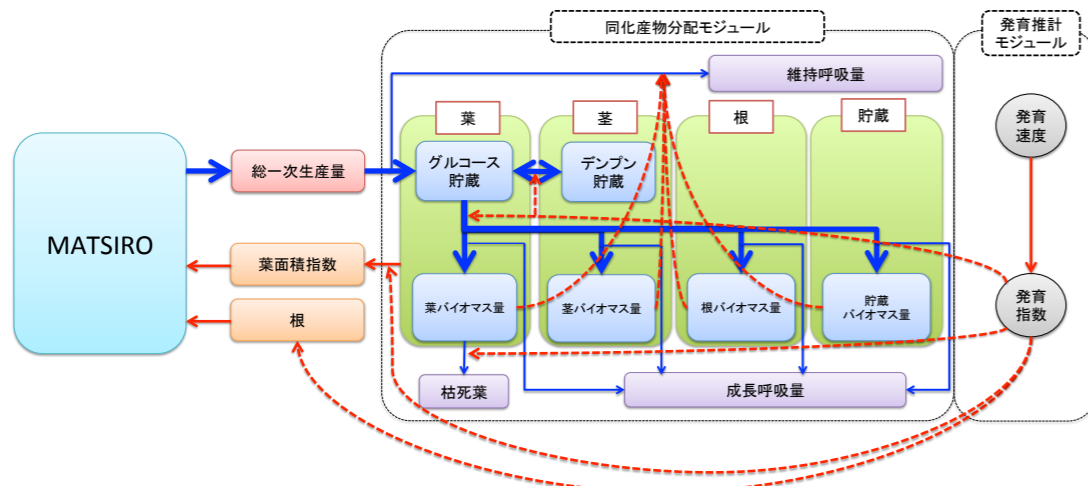 同化産物分配モジュール
発育推計
モジュール
維持呼吸量
葉
茎
根
貯蔵
発育
速度
グルコース
貯蔵
デンプン
貯蔵
総一次生産量
MATSIRO
葉面積指数
根
葉バイオマス量
茎バイオマス量
根バイオマス量
貯蔵
バイオマス量
発育
指数
枯死葉
成長呼吸量